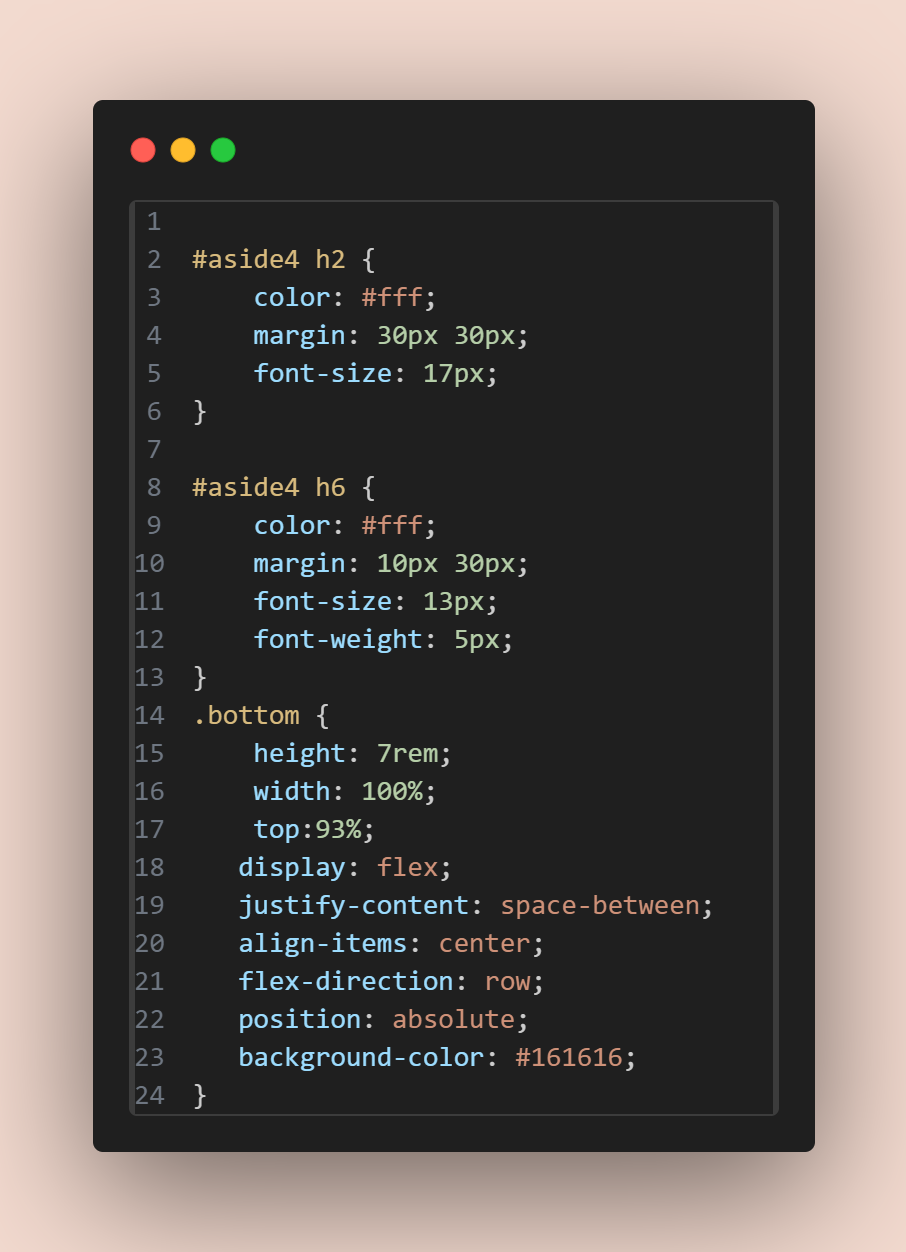 1
2 #aside4 h2 {
3     color: #fff;
4     margin: 30px 30px;
5     font-size: 17px;
6 }
7
8 #aside4 h6 {
9     color: #fff;
10     margin: 10px 30px;
11     font-size: 13px;
12     font-weight: 5px;
13 }
14 .bottom {
15     height: 7rem;
16     width: 100%;
17     top:93%;
18    display: flex;
19    justify-content: space-between;
20    align-items: center;
21    flex-direction: row;
22    position: absolute;
23    background-color: #161616;
24 }